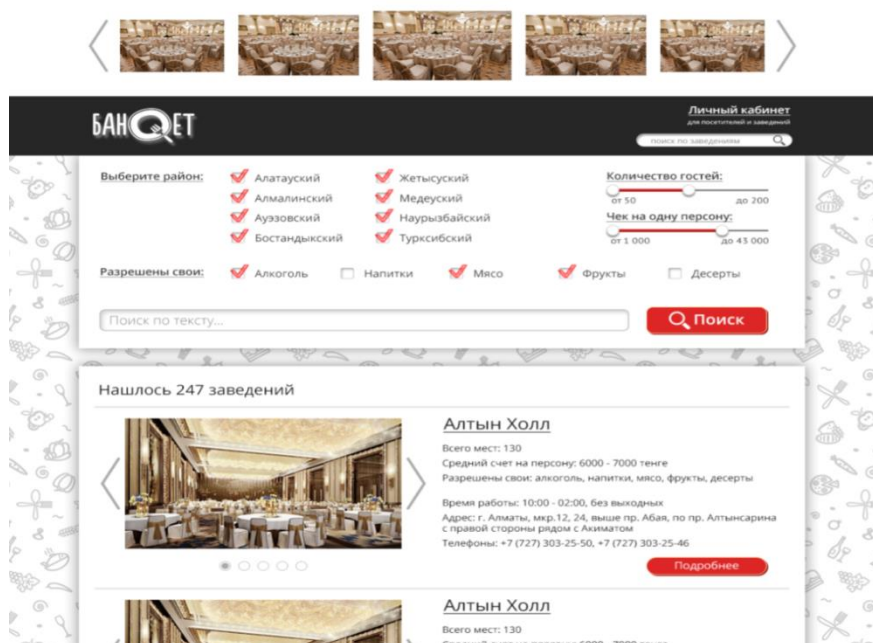 БАНQЕТ
Личный кабинет
для посетителей и заведений
поиск по заведениям
Выберите район:
Алатауский
Жетысуский
Алмалинский
Медеуский
Ауэзовский
Наурызбайский
Бостандыкский
Турксибский
Количество гостей:
от 50 до 200
Чек на одну персону:
от 1 000 до 43 000
Разрешены свои:
Алкоголь
Напитки
Мясо
Фрукты
Десерты
Поиск по тексту...
Поиск
Нашлось 247 заведений
Алтын Холл
Всего мест: 130
Средний счет на персону: 6000 - 7000 тенге
Разрешены свои: алкоголь, напитки, мясо, фрукты, десерты
Время работы: 10:00 - 02:00, без выходных
Адрес: г. Алматы, мкр.12, 24, выше пр. Абая, по пр. Алтынсарина
с правой стороны рядом с Акиматом
Телефоны: +7 (727) 303-25-50, +7 (727) 303-25-46
Подробнее
Алтын Холл
Всего мест: 130